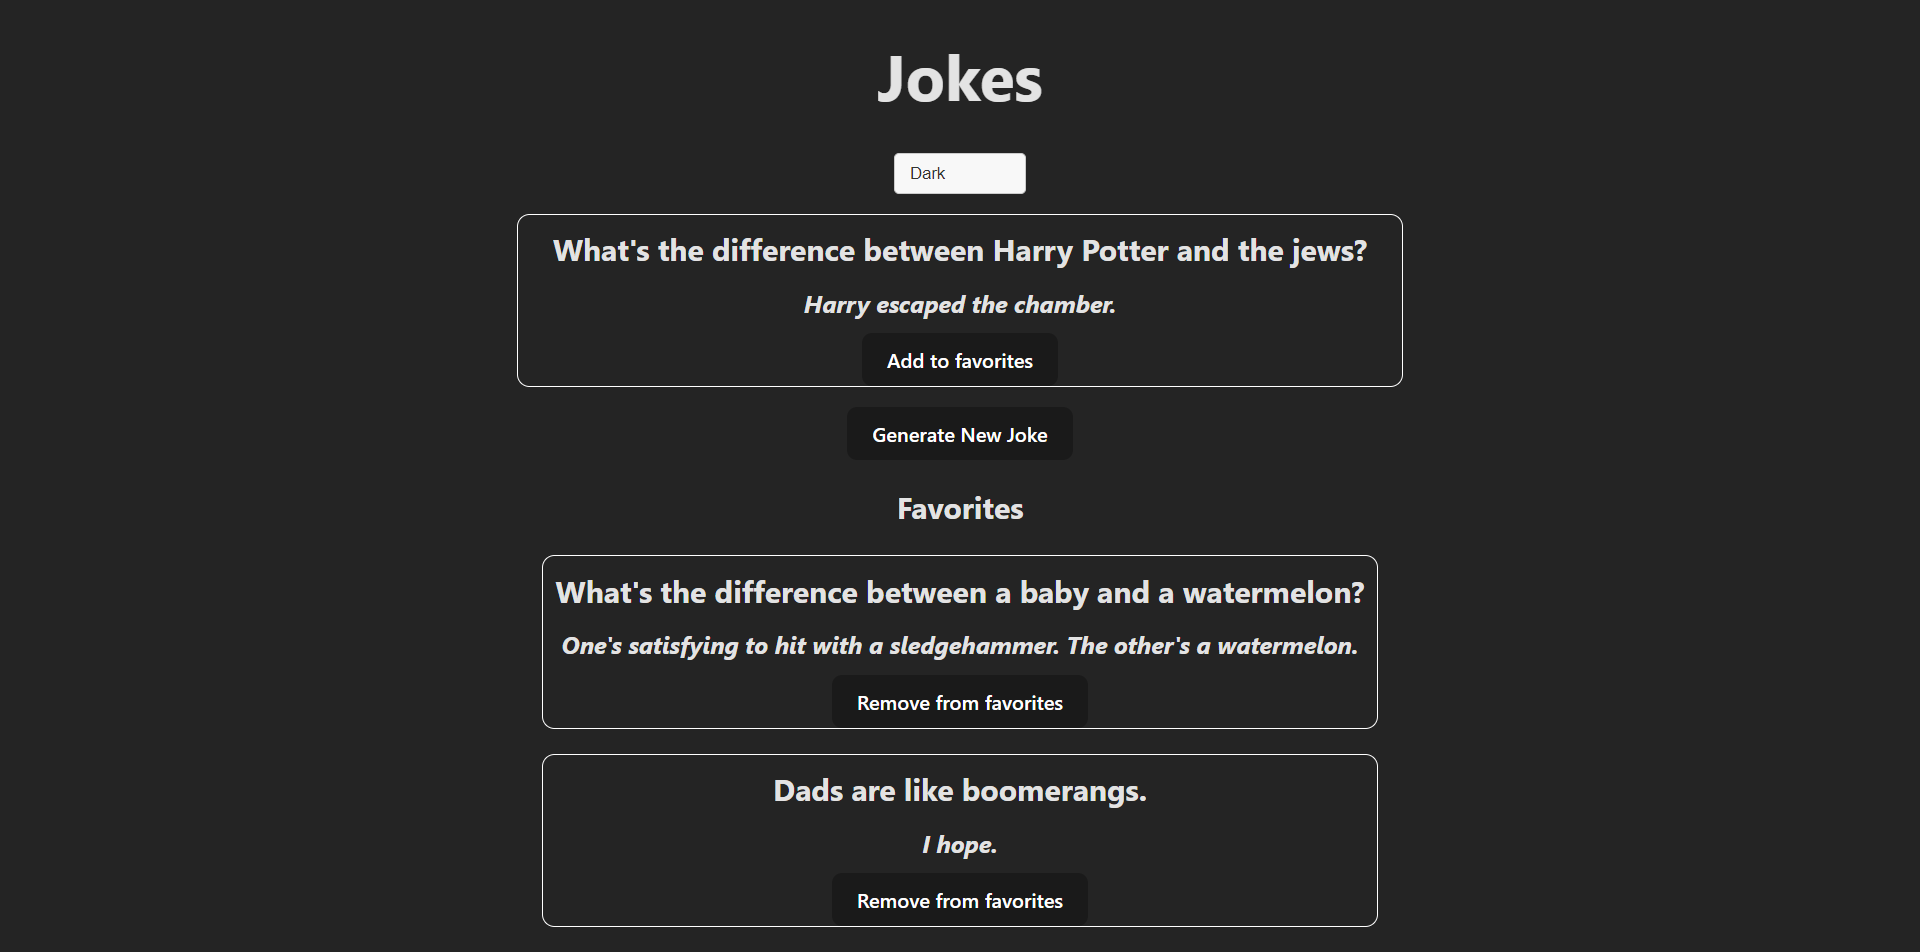 Jokes
Dark
What's the difference between Harry Potter and the jews?
Harry escaped the chamber.
Add to favorites
Generate New Joke
Favorites
What's the difference between a baby and a watermelon?
One's satisfying to hit with a sledgehammer. The other's a watermelon.
Remove from favorites
Dads are like boomerangs.
I hope.
Remove from favorites